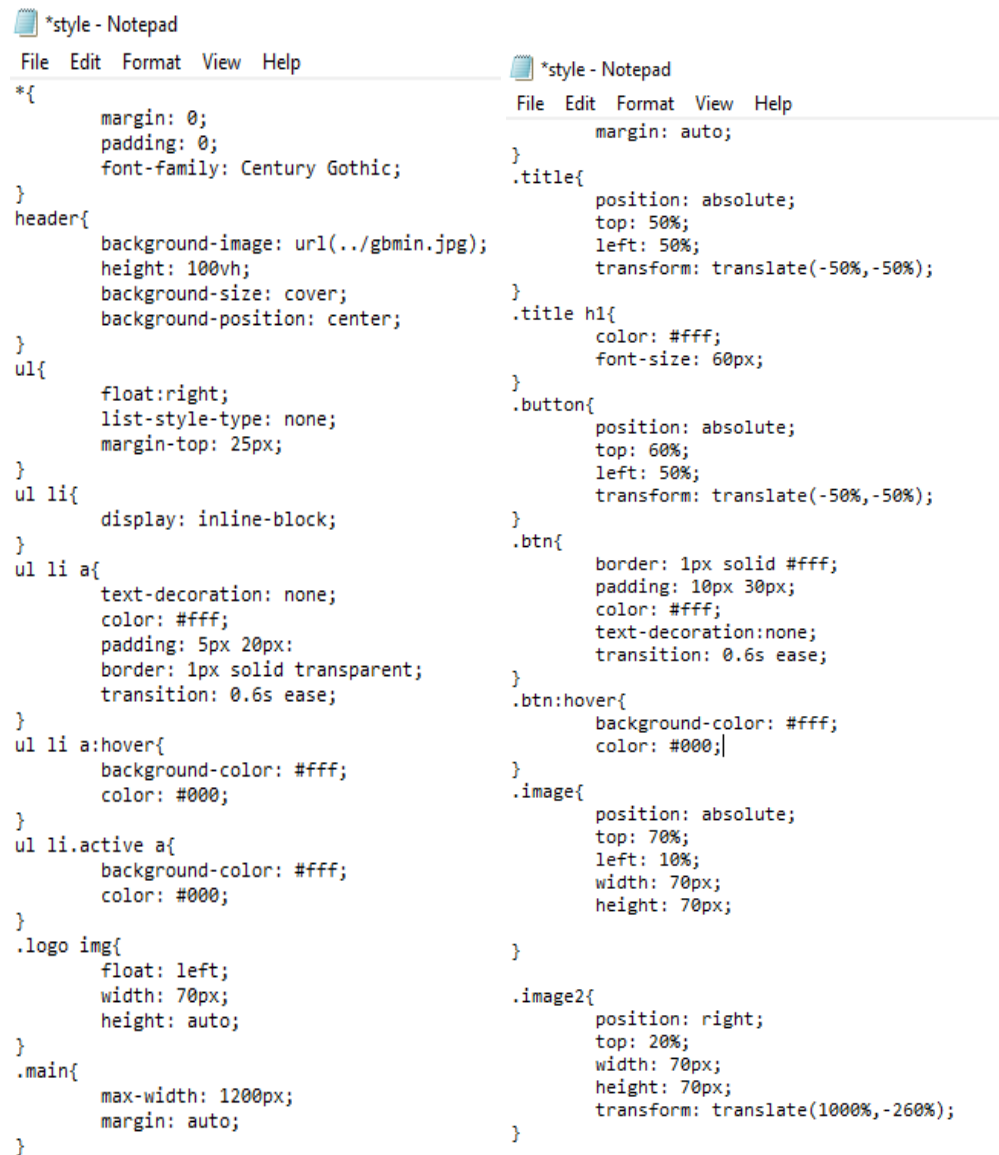 *style - Notepad
File Edit Format View Help
*{
margin: 0;
padding: 0;
font-family: Century Gothic;
}
header{
background-image: url(../gbmin.jpg);
height: 100vh;
background-size: cover;
background-position: center;
}
ul{
float:right;
list-style-type: none;
margin-top: 25px;
}
ul li{
display: inline-block;
}
ul li a{
text-decoration: none;
color: #fff;
padding: 5px 20px:
border: 1px solid transparent;
transition: 0.6s ease;
}
ul li a:hover{
background-color: #fff;
color: #000;
}
ul li.active a{
background-color: #fff;
color: #000;
}
.logo img{
float: left;
width: 70px;
height: auto;
}
.main{
max-width: 1200px;
margin: auto;
}
*style - Notepad
File Edit Format View Help
margin: auto;
}
.title{
position: absolute;
top: 50%;
left: 50%;
transform: translate(-50%,-50%);
}
.title h1{
color: #fff;
font-size: 60px;
}
.button{
position: absolute;
top: 60%;
left: 50%;
transform: translate(-50%,-50%);
}
.btn{
border: 1px solid #fff;
padding: 10px 30px;
color: #fff;
text-decoration:none;
transition: 0.6s ease;
}
.btn:hover{
background-color: #fff;
color: #000;
}
.image{
position: absolute;
top: 70%;
left: 10%;
width: 70px;
height: 70px;
}
.image2{
position: right;
top: 20%;
width: 70px;
height: 70px;
transform: translate(1000%,-260%);
}